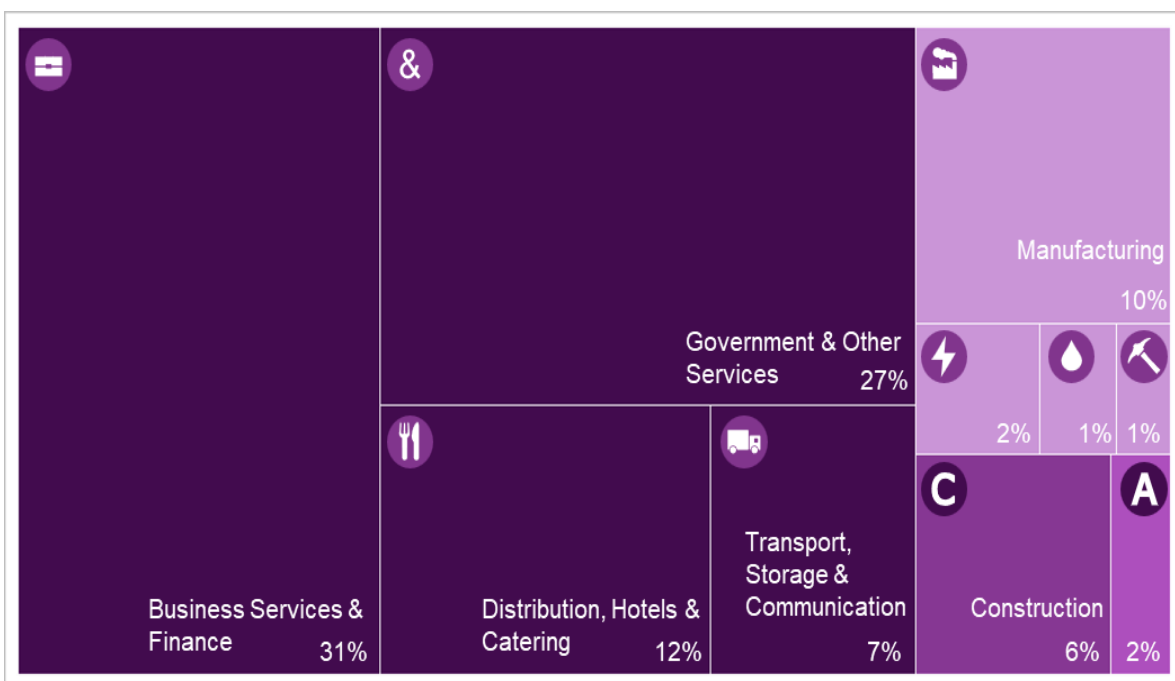 &
Business Services &
Finance
31%
Government & Other
Services
27%
Distribution, Hotels &
Catering
12%
Transport,
Storage &
Communication
7%
Manufacturing
10%
2%
1%
1%
C
Construction
6%
A
2%